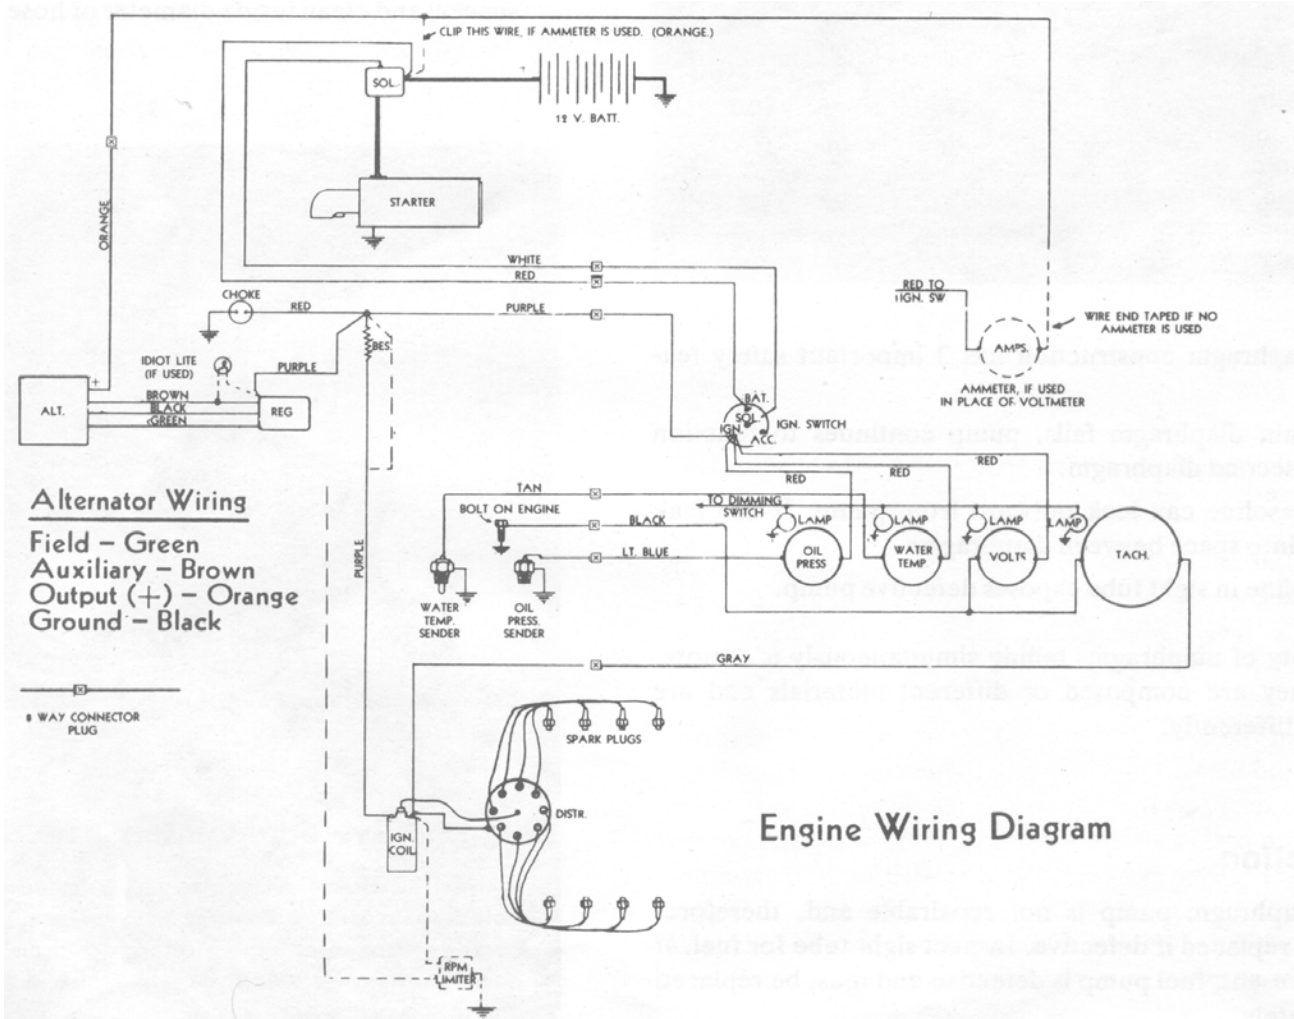 CLIP THIS WIRE, IF AMMETER IS USED. (ORANGE.)
SOL.
12 V. BATT.
STARTER
ORANGE
WHITE
RED
CHOKE
RED
PURPLE
RED TO
IGN. SW
WIRE END TAPED IF NO
AMMETER IS USED
AMPS.
RES.
IDIOT LITE
(IF USED)
PURPLE
+
ALT.
BROWN
BLACK
GREEN
REG
AMMETER, IF USED
IN PLACE OF VOLTMETER
BAT.
SOL
IGN.
ACC.
IGN. SWITCH
RED
RED
RED
Alternator Wiring
Field – Green
Auxiliary – Brown
Output (+) – Orange
Ground – Black
TAN
BOLT ON ENGINE
BLACK
LT. BLUE
TO DIMMING
SWITCH
LAMP
LAMP
LAMP
LAMP
OIL
PRESS
WATER
TEMP.
VOLTS
TACH.
PURPLE
WATER
TEMP.
SENDER
OIL
PRESS.
SENDER
GRAY
8 WAY CONNECTOR
PLUG
SPARK PLUGS
DISTR.
IGN.
COIL
Engine Wiring Diagram
RPM
LIMITER